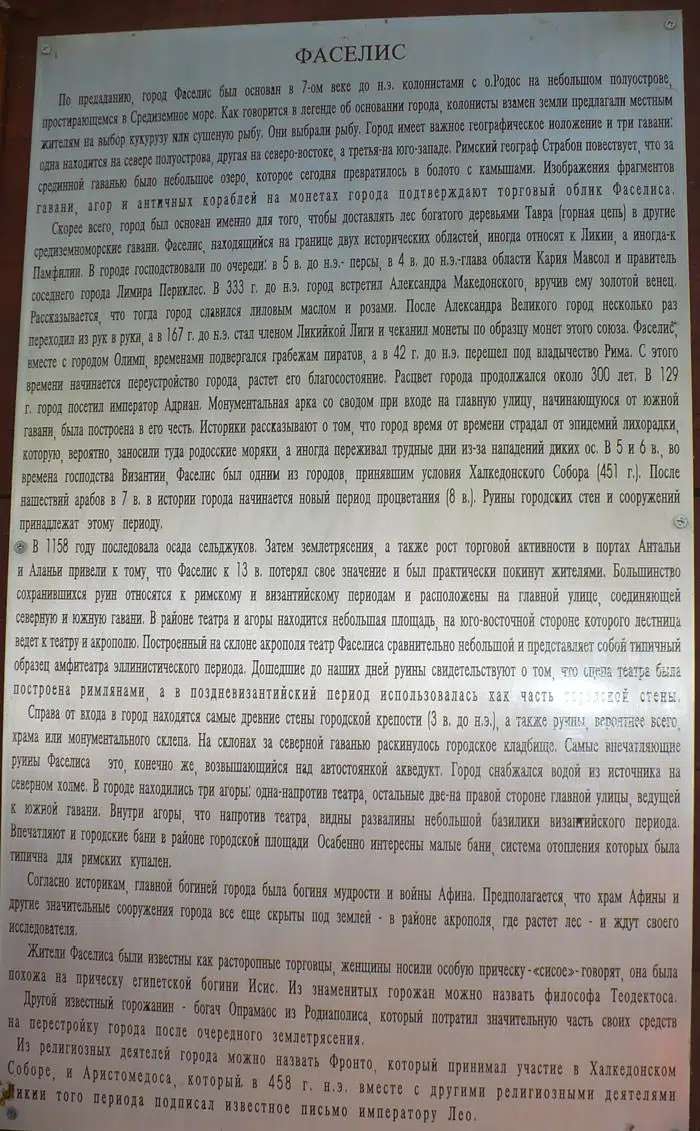 ФАСЕЛИС
По предаданию, город Фаселис был основан в 7-ом веке до н.э. колонистами с о.Родос на небольшом полуострове,
простирающемся в Средиземное море. Как говорится в легенде об основании города, колонисты взамен земли предлагали местным
жителям на выбор кукурузу или сушеную рыбу. Они выбрали рыбу. Город имеет важное географическое иоложение и три гавани:
одна находится на севере полуострова, другая на северо-востоке, а третья-на юго-западе. Римский географ Страбон повествует, что за
срединной гаванью было небольшое озеро, которое сегодня превратилось в болото с камышами. Изображения фрагментов
гавани, агор и античных кораблей на монетах города подтверждают торговый облик Фаселиса.
Скорее всего, город был основан именно для того, чтобы доставлять лес богатого деревьями Тавра (горная цепь) в другие
средиземноморские гавани. Фаселис, находящийся на границе двух исторических областей, иногда относят к Ликии, а иногда-к
Памфилии. В городе господствовали по очереди: в 5 в. до н.э.- персы, в 4 в. до н.э.-глава области Кария Мавсол и правитель
соседнего города Лимира Периклес. В 333 г. до н.э. город встретил Александра Македонского, вручив ему золотой венец.
Рассказывается, что тогда город славился лиловым маслом и розами. После Александра Великого город несколько раз
переходил из рук в руки, а в 167 г. до н.э. стал членом Ликийкой Лиги и чеканил монеты по образцу монет этого союза. Фаселис,
вместе с городом Олимп, временами подвергался грабежам пиратов, а в 42 г. до н.э. перешел под владычество Рима. С этого
времени начинается переустройство города, растет его благосостояние. Расцвет города продолжался около 300 лет. В 129
г. город посетил император Адриан. Монументальная арка со сводом при входе на главную улицу, начинающуюся от южной
гавани, была построена в его честь. Историки рассказывают о том, что город время от времени страдал от эпидемий лихорадки,
которую, вероятно, заносили туда родосские моряки, а иногда переживал трудные дни из-за нападений диких ос. В 5 и 6 в., во
времена господства Византии, Фаселис был одним из городов, принявшим условия Халкедонского Собора (451 г.). После
нашествий арабов в 7 в. в истории города начинается новый период процветания (8 в.). Руины городских стен и сооружений
принадлежат этому периоду.
В 1158 году последовала осада сельджуков. Затем землетрясения, а также рост торговой активности в портах Антальи
и Аланьи привели к тому, что Фаселис к 13 в. потерял свое значение и был практически покинут жителями. Большинство
сохранившихся руин относятся к римскому и византийскому периодам и расположены на главной улице, соединяющей
северную и южную гавани. В районе театра и агоры находится небольшая площадь, на юго-восточной стороне которого лестница
ведет к театру и акрополю. Построенный на склоне акрополя театр Фаселиса сравнительно небольшой и представляет собой типичный
образец амфитеатра эллинистического периода. Дошедшие до наших дней руины свидетельствуют о том, что сцена театра была
построена римлянами, а в поздневизантийский период использовалась как часть городской стены.
Справа от входа в город находятся самые древние стены городской крепости (3 в. до н.э.), а также руины, вероятнее всего,
храма или монументального склепа. На склонах за северной гаванью раскинулось городское кладбище. Самые впечатляющие
руины Фаселиса это, конечно же, возвышающийся над автостоянкой акведукт. Город снабжался водой из источника на
северном холме. В городе находились три агоры: одна-напротив театра, остальные две-на правой стороне главной улицы, ведущей
к южной гавани. Внутри агоры, что напротив театра, видны развалины небольшой базилики византийского периода.
Впечатляют и городские бани в районе городской площади Особенно интересны малые бани, система отопления которых была
типична для римских купален.
Согласно историкам, главной богиней города была богиня мудрости и войны Афина. Предполагается, что храм Афины и
другие значительные сооружения города все еще скрыты под землей - в районе акрополя, где растет лес - и ждут своего
исследователя.
Жители Фаселиса были известны как расторопные торговцы, женщины носили особую прическу-«сисое»-говорят, она была
похожа на прическу египетской богини Исис. Из знаменитых горожан можно назвать философа Теодектоса.
Другой известный горожанин - богач Опрамаос из Родиаполиса, который потратил значительную часть своих средств
на перестройку города после очередного землетрясения.
Из религиозных деятелей города можно назвать Фронто, который принимал участие в Халкедонском
Соборе, и Аристомедоса, который в 458 г. н.э. вместе с другими религиозными деятелями
Ликии того периода подписал известное письмо императору Лео.